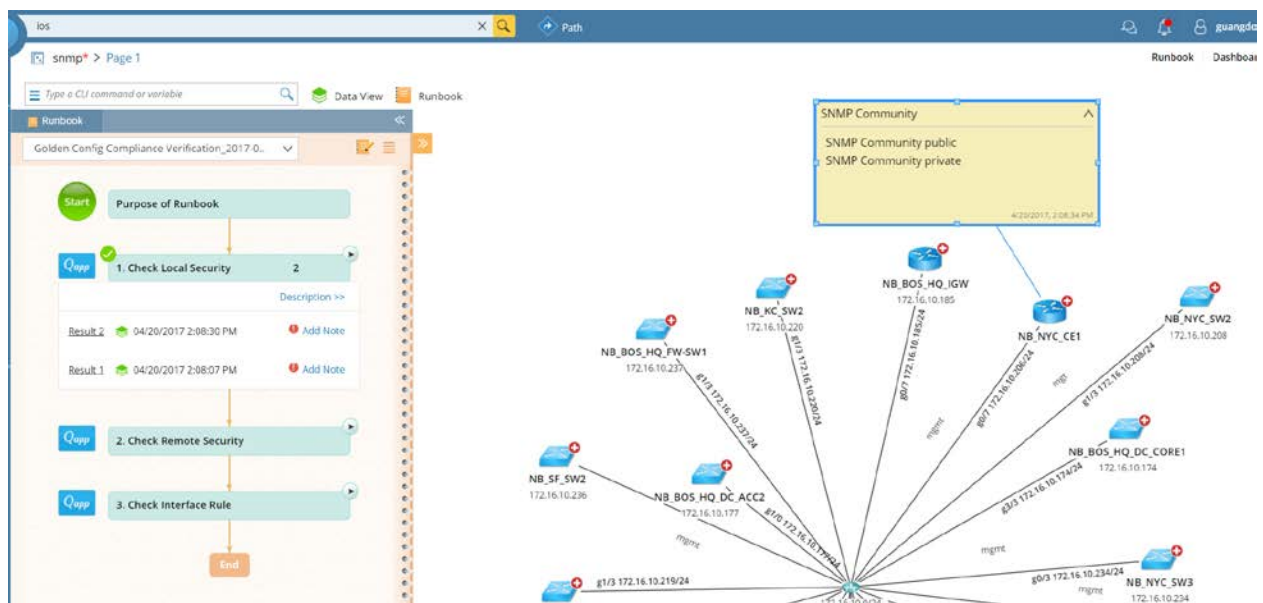 ios
Path
snmp* > Page 1
Runbook Dashboar
Type a CLI command or variable
Data View
Runbook
Runbook
Golden Config Compliance Verification_2017-0..
Start
Purpose of Runbook
Qapp
1. Check Local Security 2
Description >>
Result 2 04/20/2017 2:08:30 PM Add Note
Result 1 04/20/2017 2:08:07 PM Add Note
Qapp
2. Check Remote Security
Qapp
3. Check Interface Rule
End
SNMP Community
SNMP Community public
SNMP Community private
4/20/2017, 2:08:34 PM
NB_BOS_HQ_IGW
172.16.10.185
NB_KC_SW2
172.16.10.220
NB_NYC_CE1
NB_NYC_SW2
172.16.10.208
NB_BOS_HQ_FW-SW1
172.16.10.237
g1/3 172.16.10.237/24
g1/3 172.16.10.220/24
g0/7 172.16.10.185/24
g0/7 172.16.10.206/24
mgt
g1/3 172.16.10.208/24
mgmt
NB_BOS_HQ_DC_CORE1
172.16.10.174
g3/3 172.16.10.174/24
NB_SF_SW2
172.16.10.236
NB_BOS_HQ_DC_ACC2
172.16.10.177
g1/0 172.16.10.177/24
mgmt
mgmt
g1/3 172.16.10.219/24
g0/3 172.16.10.234/24
mgmt
NB_NYC_SW3
172.16.10.234